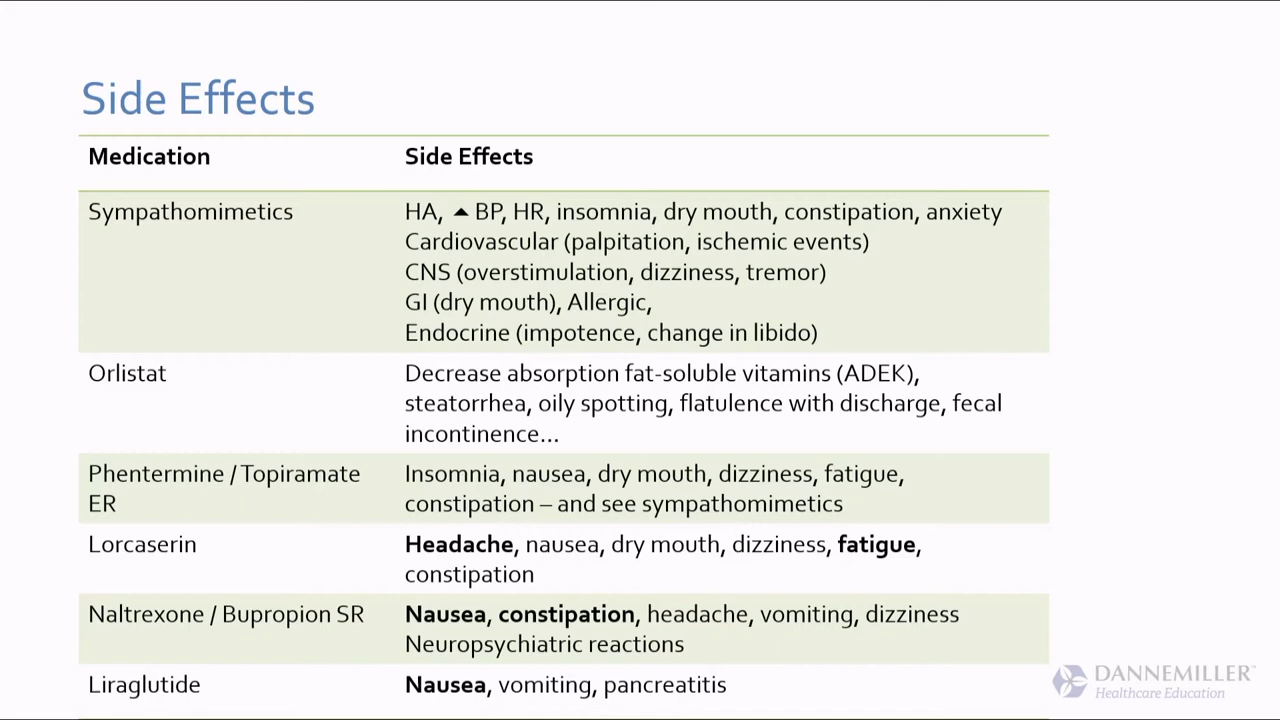 Side Effects
Medication Side Effects
Sympathomimetics HA, ▲ BP, HR, insomnia, dry mouth, constipation, anxiety
Cardiovascular (palpitation, ischemic events)
CNS (overstimulation, dizziness, tremor)
GI (dry mouth), Allergic,
Endocrine (impotence, change in libido)
Orlistat Decrease absorption fat-soluble vitamins (ADEK),
steatorrhea, oily spotting, flatulence with discharge, fecal
incontinence...
Phentermine / Topiramate Insomnia, nausea, dry mouth, dizziness, fatigue,
ER constipation – and see sympathomimetics
Lorcaserin Headache, nausea, dry mouth, dizziness, fatigue,
constipation
Naltrexone / Bupropion SR Nausea, constipation, headache, vomiting, dizziness
Neuropsychiatric reactions
Liraglutide Nausea, vomiting, pancreatitis
DANNEMILLER™
Healthcare Education